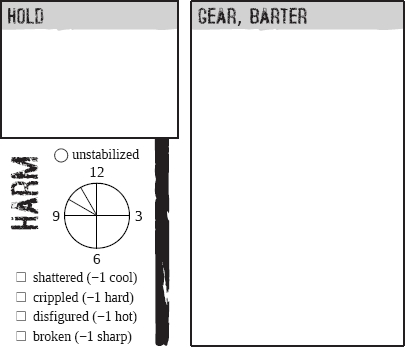 HOLD
GEAR, BARTER
HARM
unstabilized
12
9
3
6
shattered (−1 cool)
crippled (−1 hard)
disfigured (−1 hot)
broken (−1 sharp)